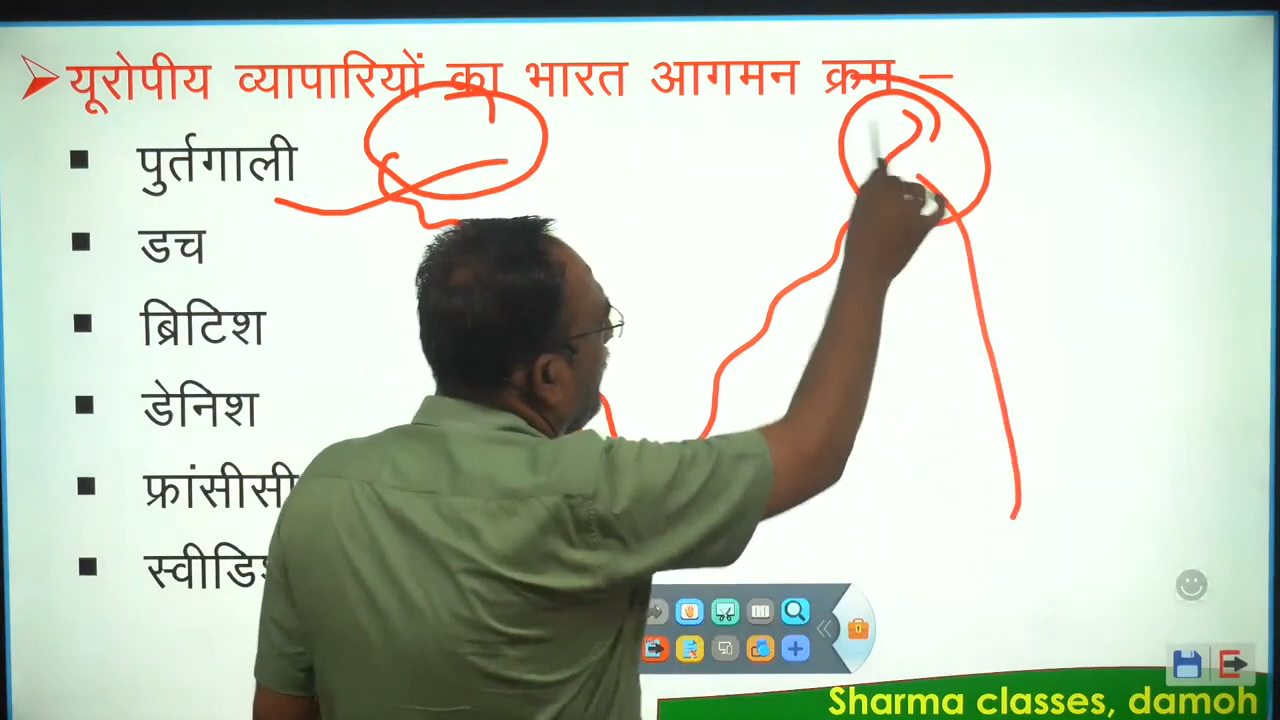 यूरोपीय व्यापारियों का भारत आगमन क्रम –
पुर्तगाली
डच
ब्रिटिश
डेनिश
फ्रांसीसी
Sharma classes, damoh